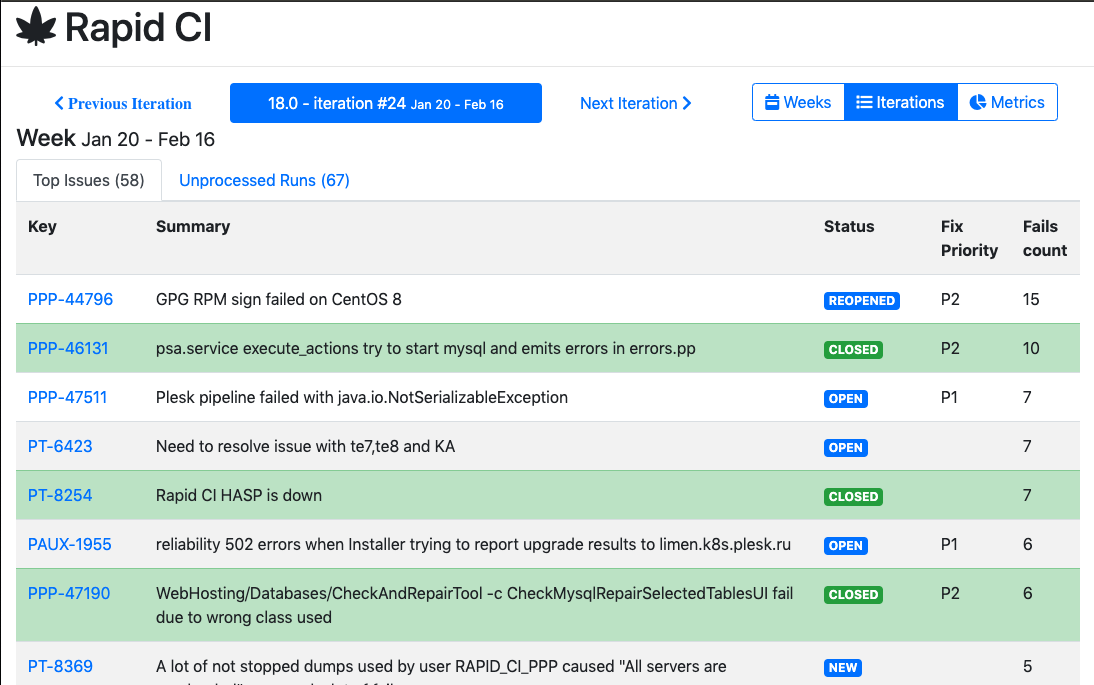 Rapid CI
Previous Iteration
18.0 - iteration #24 Jan 20 - Feb 16
Next Iteration
Weeks
Iterations
Metrics
Week Jan 20 - Feb 16
Top Issues (58)
Unprocessed Runs (67)
Key Summary Status Fix Priority Fails count
PPP-44796 GPG RPM sign failed on CentOS 8 REOPENED P2 15
PPP-46131 psa.service execute_actions try to start mysql and emits errors in errors.pp CLOSED P2 10
PPP-47511 Plesk pipeline failed with java.io.NotSerializableException OPEN P1 7
PT-6423 Need to resolve issue with te7,te8 and KA OPEN 7
PT-8254 Rapid CI HASP is down CLOSED 7
PAUX-1955 reliability 502 errors when Installer trying to report upgrade results to limen.k8s.plesk.ru OPEN P1 6
PPP-47190 WebHosting/Databases/CheckAndRepairTool -c CheckMysqlRepairSelectedTablesUI fail CLOSED P2 6
due to wrong class used
PT-8369 A lot of not stopped dumps used by user RAPID_CI_PPP caused "All servers are NEW 5